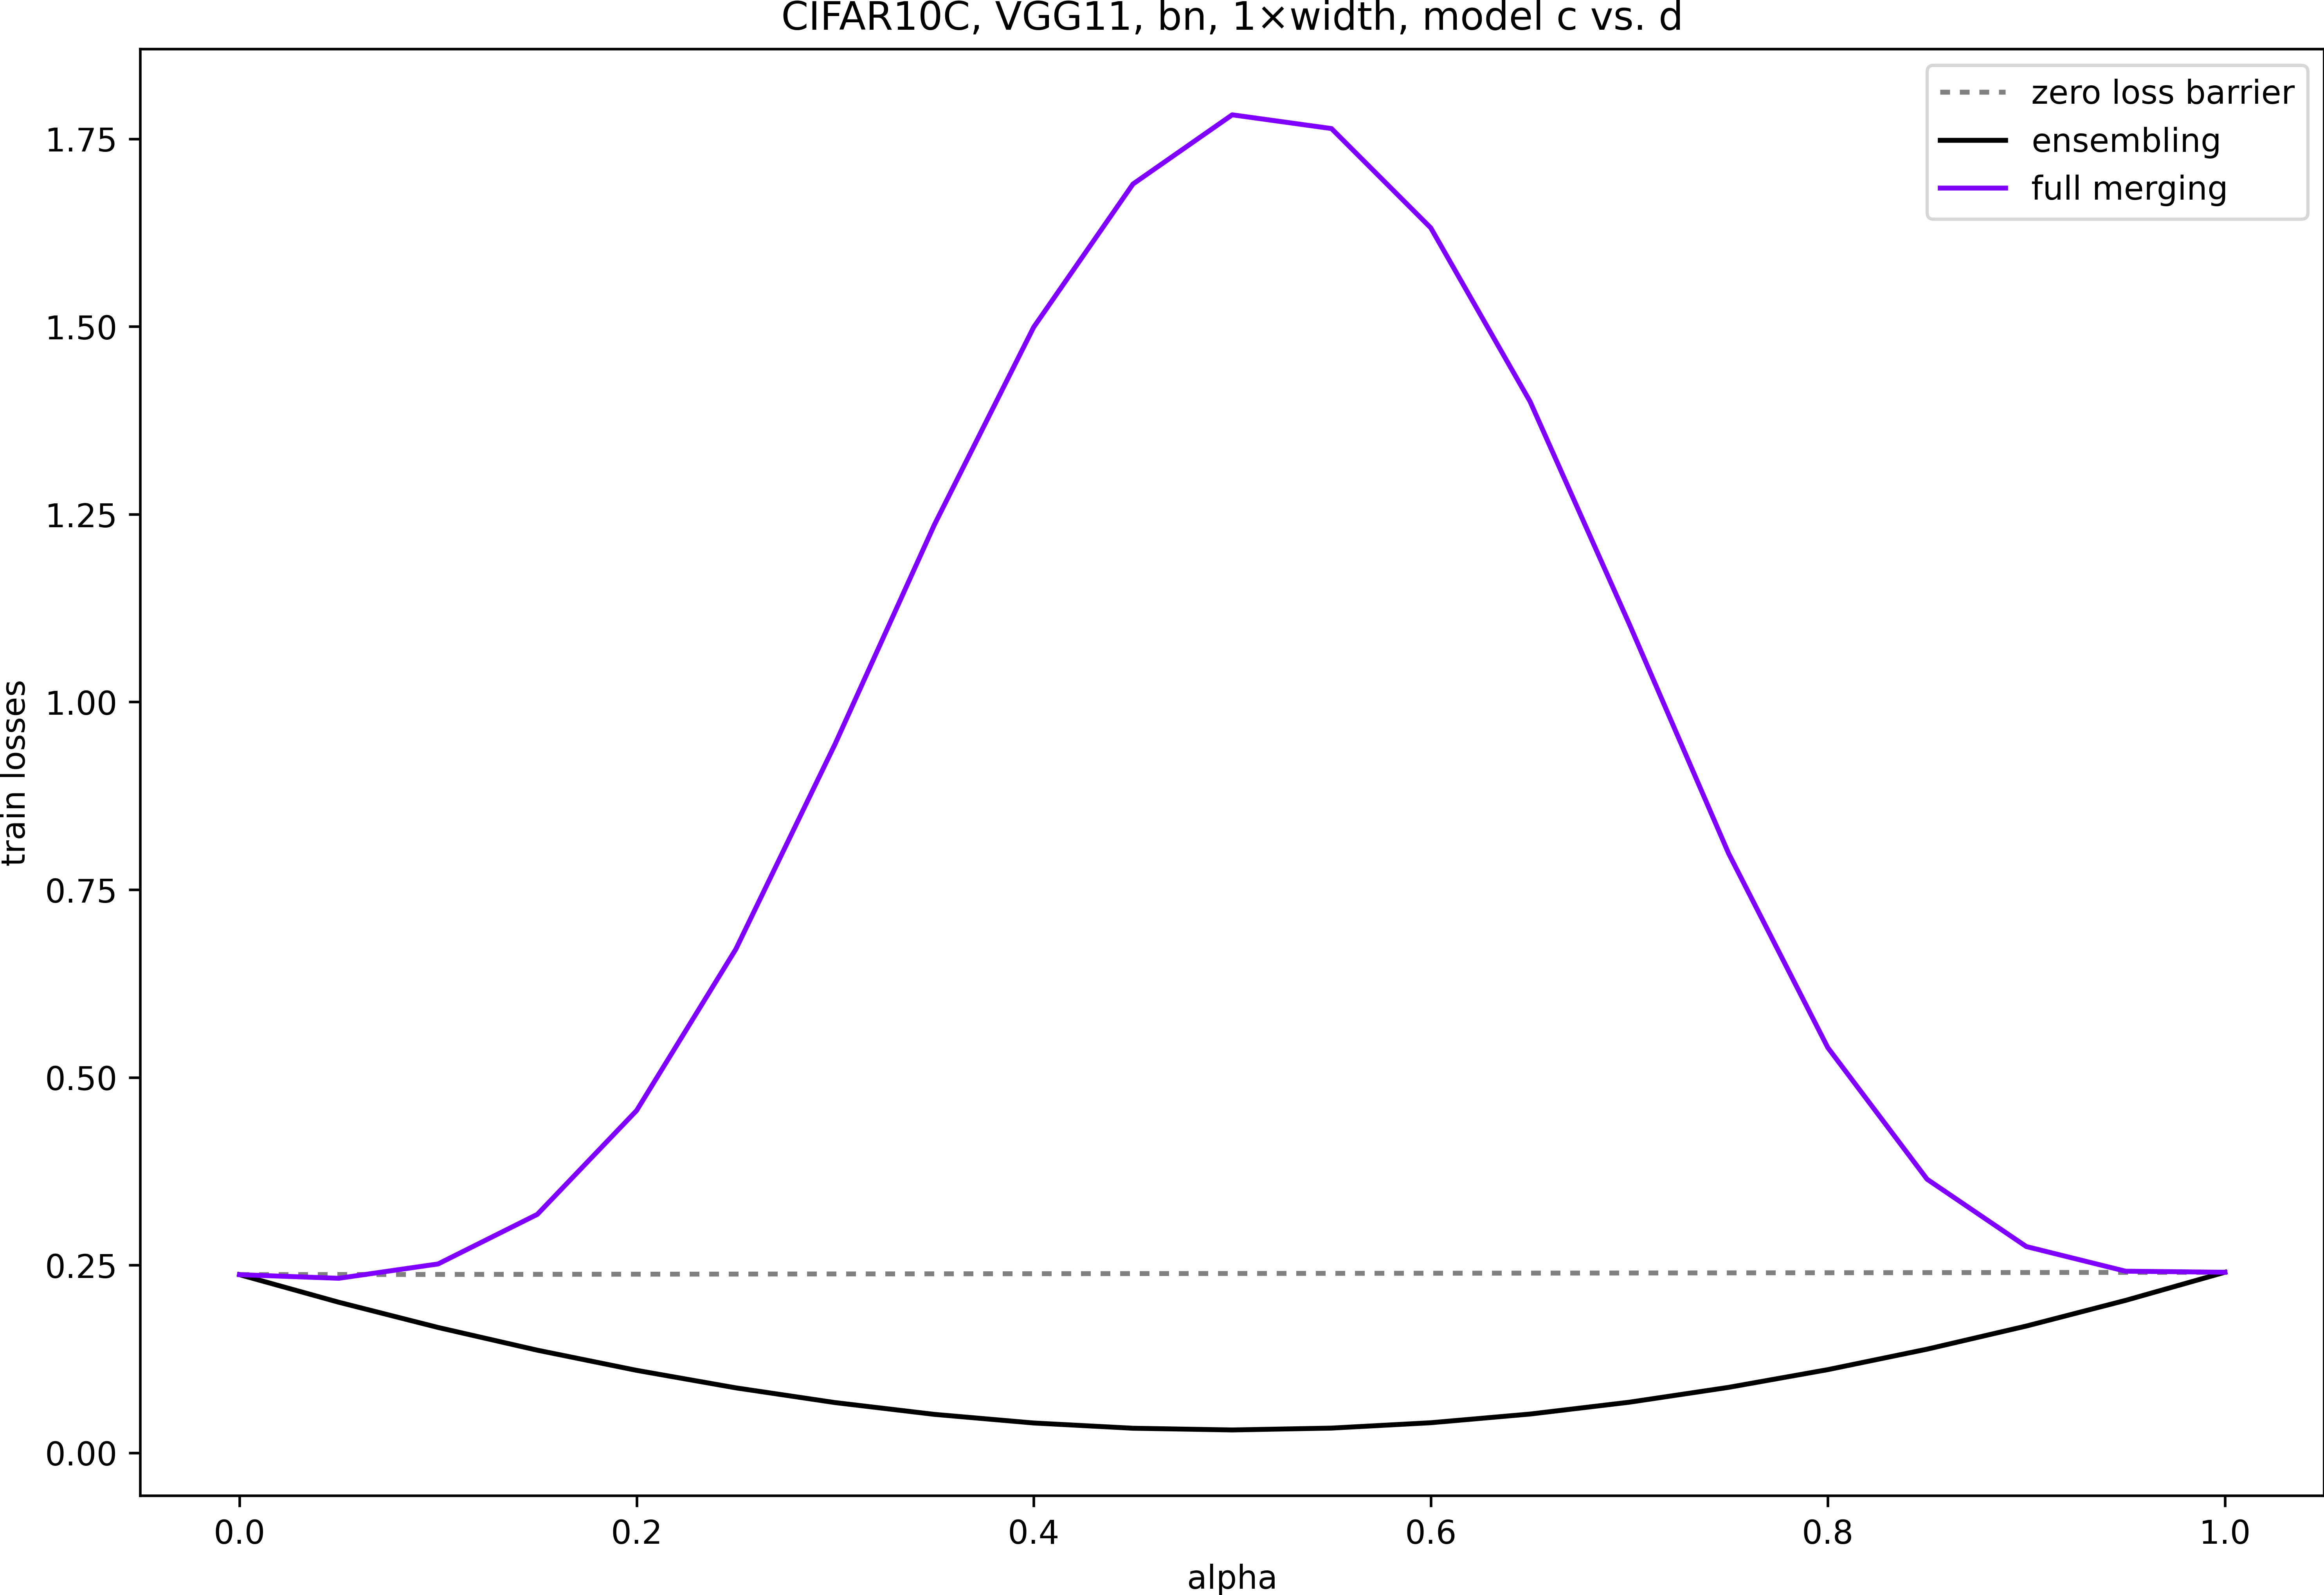 CIFAR10C, VGG11, bn, 1×width, model c vs. d
zero loss barrier
ensembling
full merging
1.75
1.50
1.25
1.00
0.75
0.50
0.25
0.00
train losses
0.0 0.2 0.4 0.6 0.8 1.0
alpha